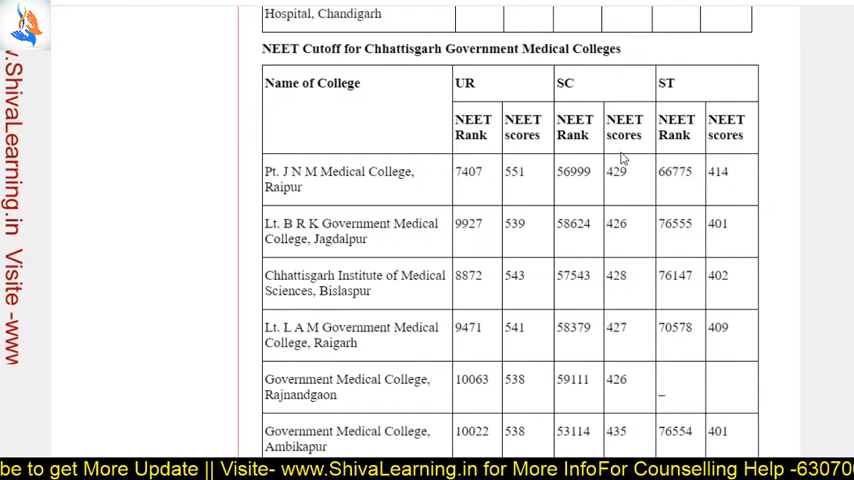 Hospital, Chandigarh
NEET Cutoff for Chhattisgarh Government Medical Colleges
Name of College UR SC ST
NEET Rank NEET scores NEET Rank NEET scores NEET Rank NEET scores
Pt. J N M Medical College, 7407 551 56999 429 66775 414
Raipur
Lt. B R K Government Medical 9927 539 58624 426 76555 401
College, Jagdalpur
Chhattisgarh Institute of Medical 8872 543 57543 428 76147 402
Sciences, Bislaspur
Lt. L A M Government Medical 9471 541 58379 427 70578 409
College, Raigarh
Government Medical College, 10063 538 59111 426
Rajnandgaon –
Government Medical College, 10022 538 53114 435 76554 401
Ambikapur
w.ShivaLearning.in Visite -www
be to get More Update || Visite- www.ShivaLearning.in for More InfoFor Counselling Help -63070